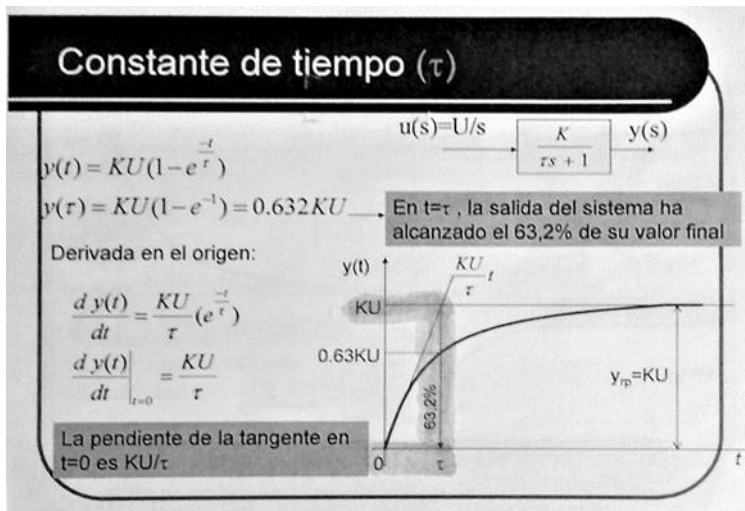 Constante de tiempo (τ)
u(s)=U/s
K
τs + 1
y(s)
y(t) = KU(1−e^(−t/τ))
y(τ) = KU(1−e^(−1)) = 0.632KU
En t=τ , la salida del sistema ha
alcanzado el 63,2% de su valor final
Derivada en el origen:
d y(t)/dt = KU/τ (e^(−t/τ))
d y(t)/dt |t=0 = KU/τ
La pendiente de la tangente en
t=0 es KU/τ
y(t)
KU/τ t
KU
0.63KU
63,2%
y_rp=KU
0
τ
t